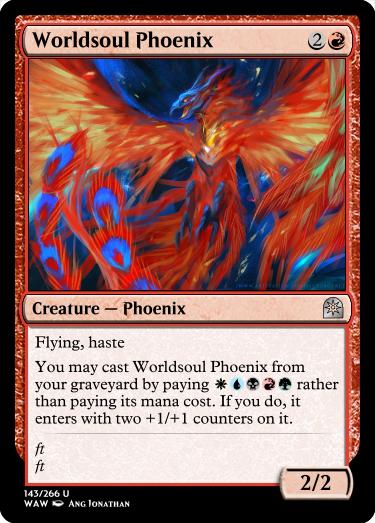 Worldsoul Phoenix 2
Creature — Phoenix
Flying, haste
You may cast Worldsoul Phoenix from
your graveyard by paying rather
than paying its mana cost. If you do, it
enters with two +1/+1 counters on it.
ft
ft
2/2
143/266 U
WAW Ang Jonathan